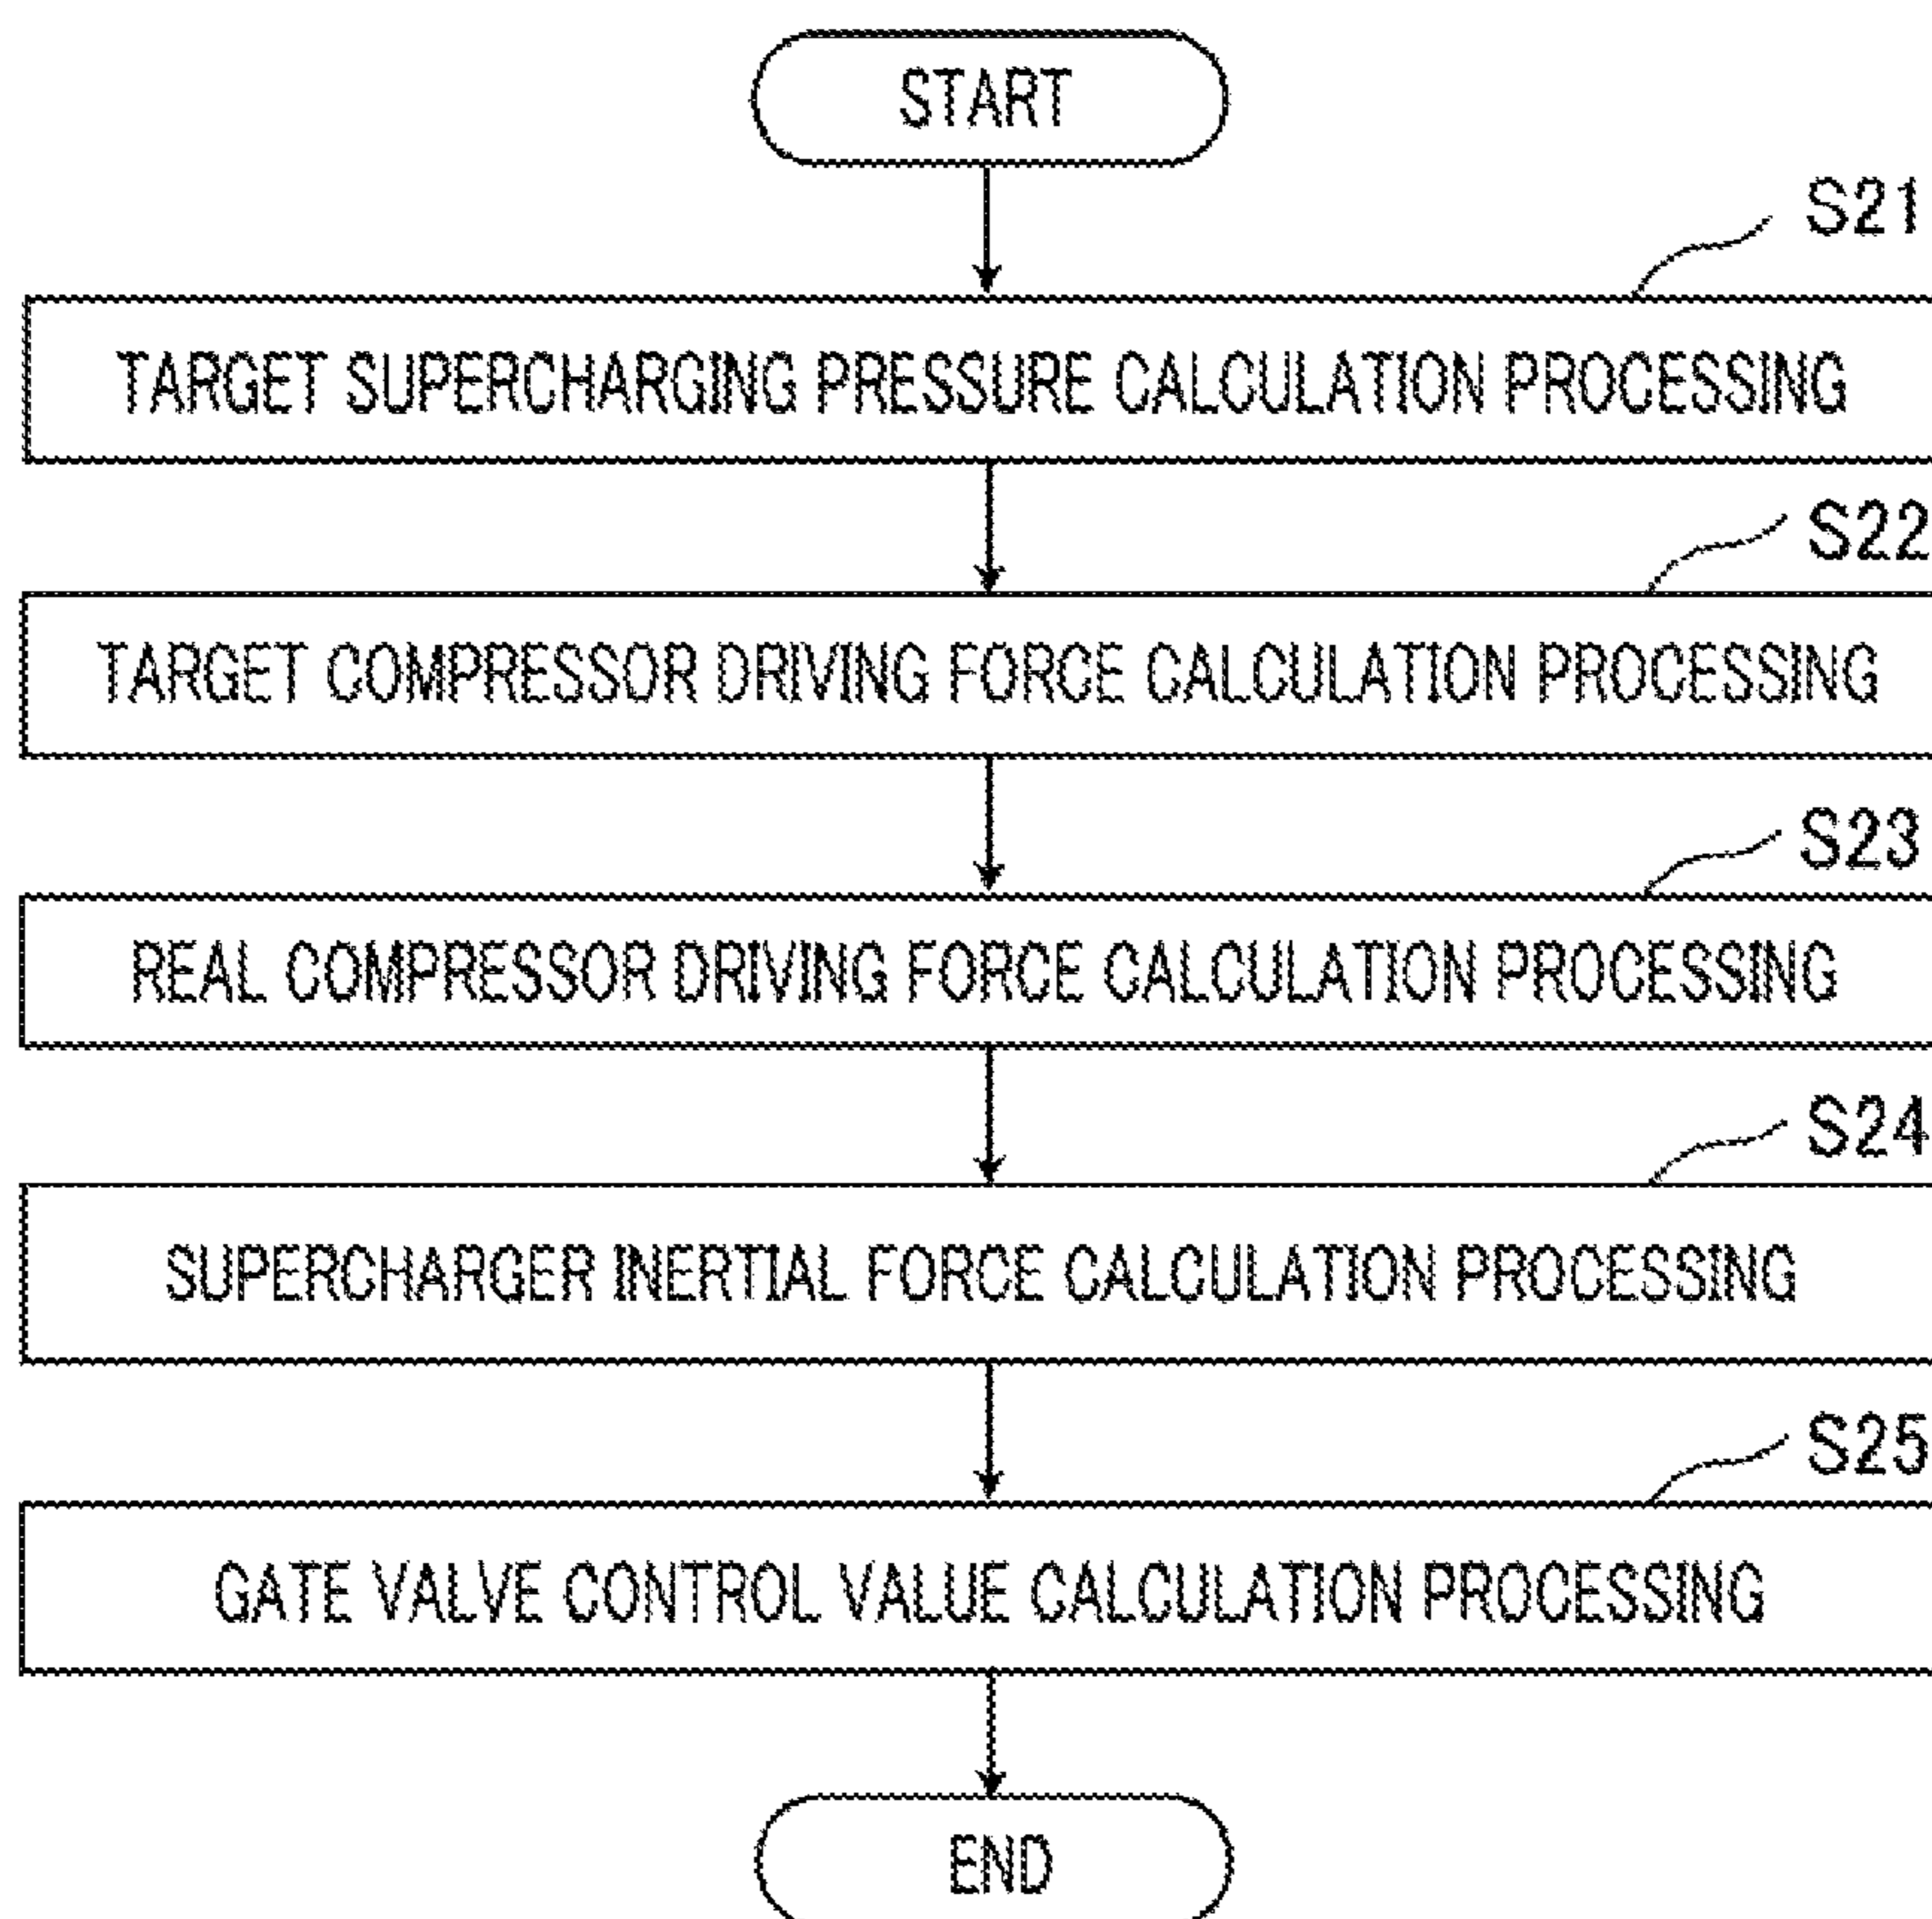 START
S21
TARGET SUPERCHARGING PRESSURE CALCULATION PROCESSING
S22
TARGET COMPRESSOR DRIVING FORCE CALCULATION PROCESSING
S23
REAL COMPRESSOR DRIVING FORCE CALCULATION PROCESSING
S24
SUPERCHARGER INERTIAL FORCE CALCULATION PROCESSING
S25
GATE VALVE CONTROL VALUE CALCULATION PROCESSING
END